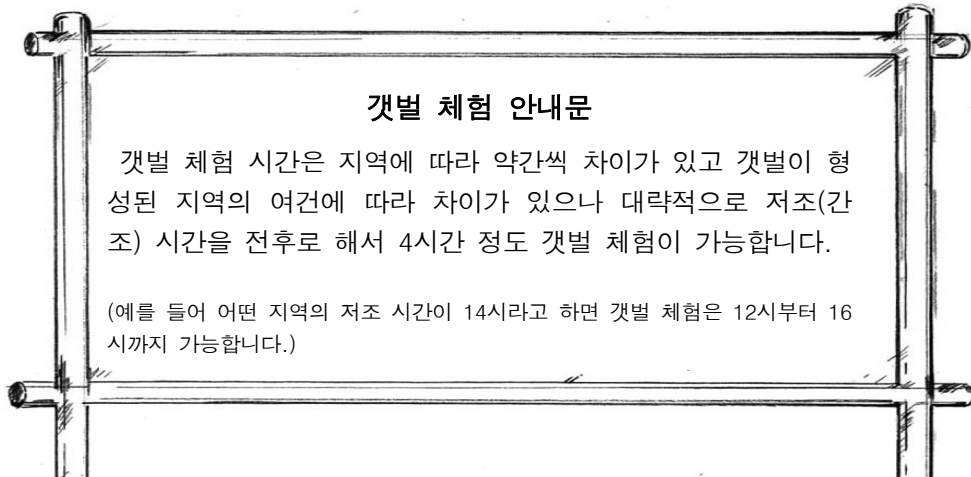 갯벌 체험 안내문
갯벌 체험 시간은 지역에 따라 약간씩 차이가 있고 갯벌이 형
성된 지역의 여건에 따라 차이가 있으나 대략적으로 저조(간
조) 시간을 전후로 해서 4시간 정도 갯벌 체험이 가능합니다.
(예를 들어 어떤 지역의 저조 시간이 14시라고 하면 갯벌 체험은 12시부터 16
시까지 가능합니다.)